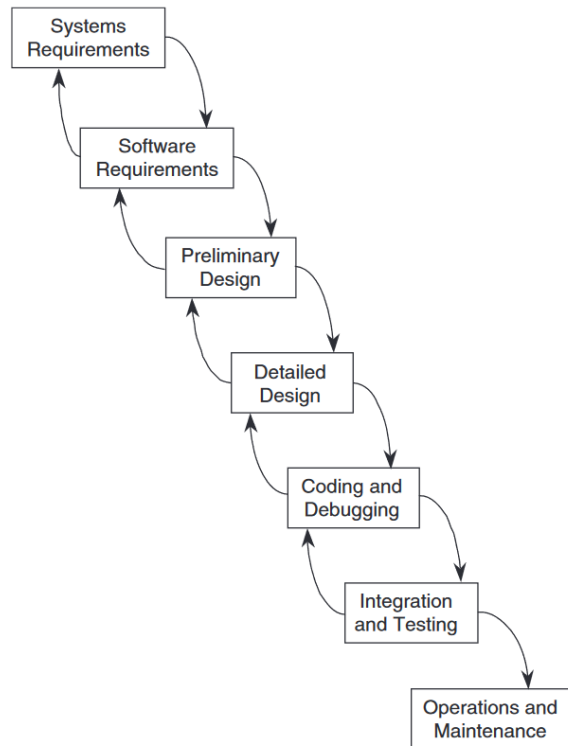 Systems
Requirements
Software
Requirements
Preliminary
Design
Detailed
Design
Coding and
Debugging
Integration
and Testing
Operations and
Maintenance